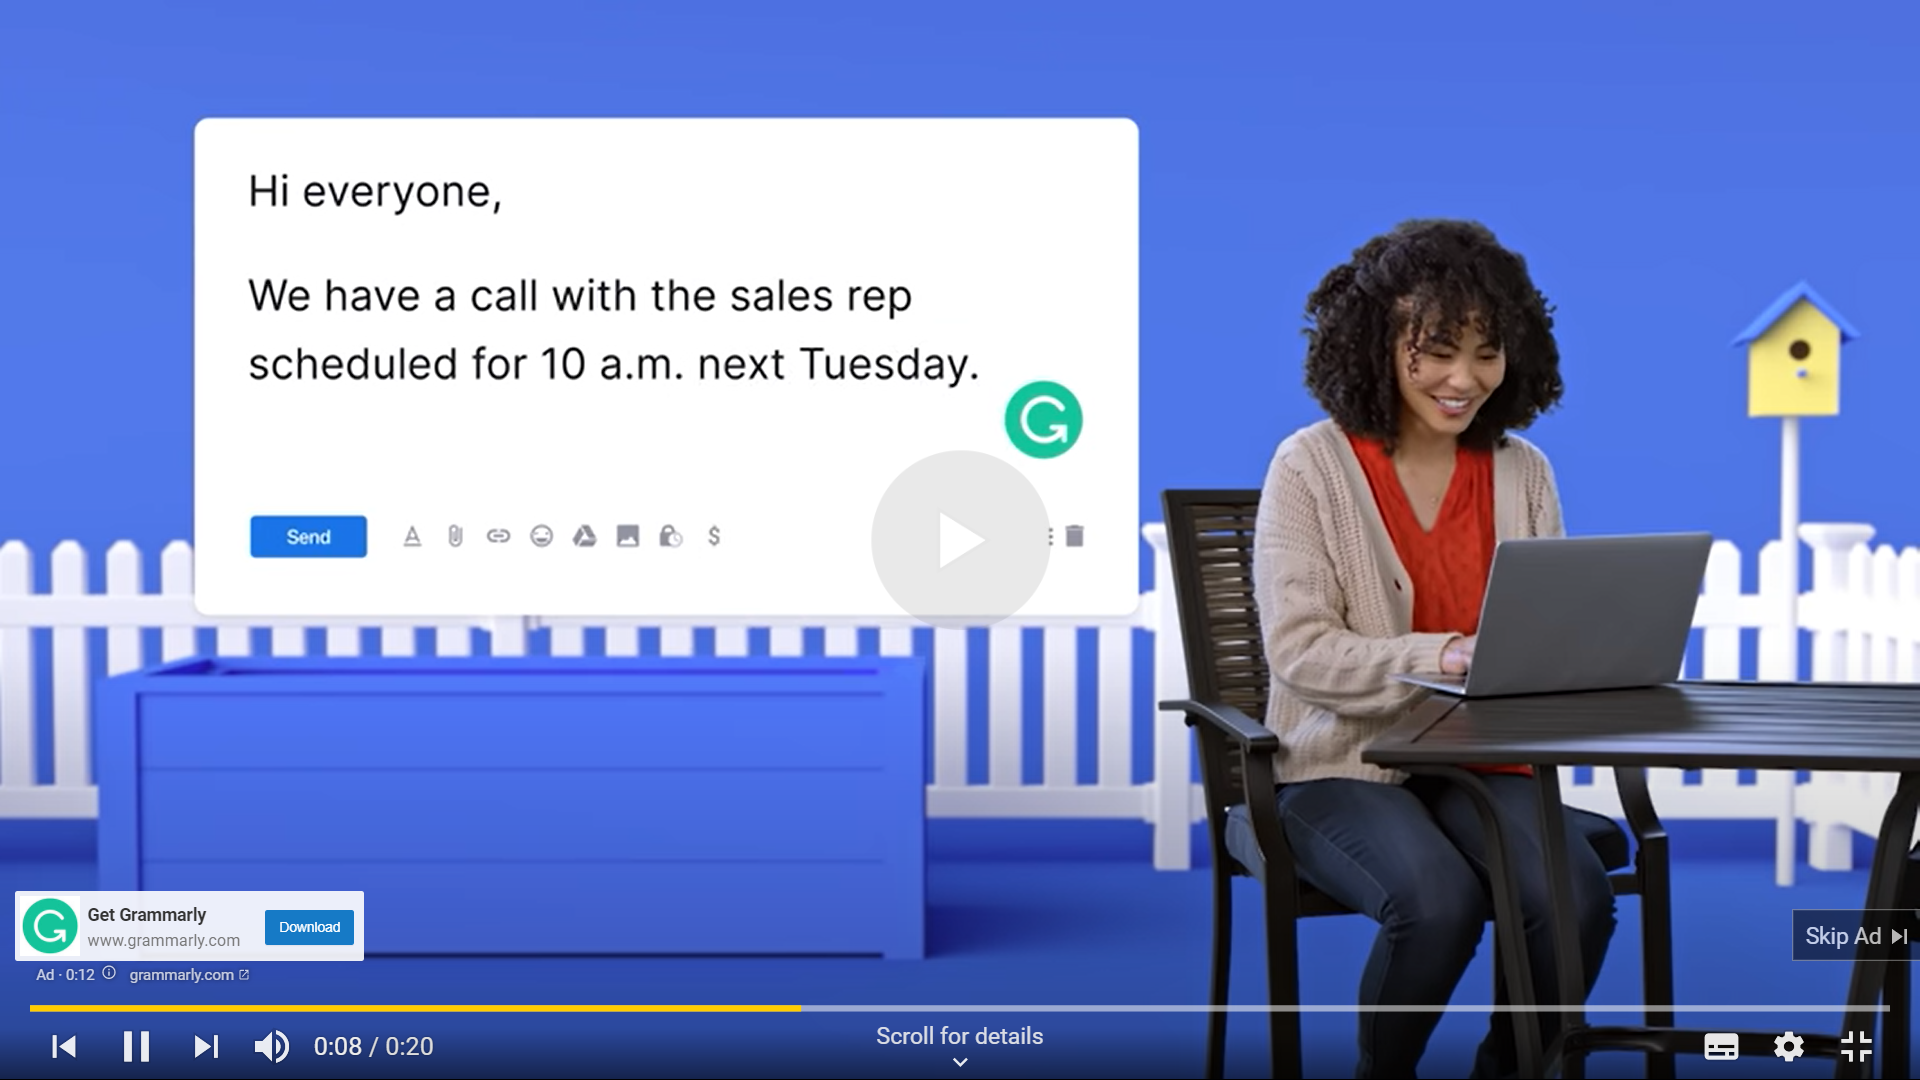 Hi everyone,
We have a call with the sales rep
scheduled for 10 a.m. next Tuesday.
Send
Get Grammarly
www.grammarly.com
Download
Skip Ad
Ad · 0:12
grammarly.com
0:08 / 0:20
Scroll for details